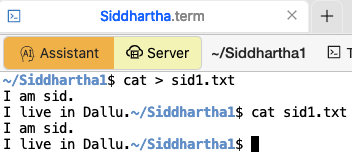 Siddhartha.term
Assistant
Server
~/Siddhartha1
~/Siddhartha1$ cat > sid1.txt
I am sid.
I live in Dallu.~/Siddhartha1$ cat sid1.txt
I am sid.
I live in Dallu.~/Siddhartha1$